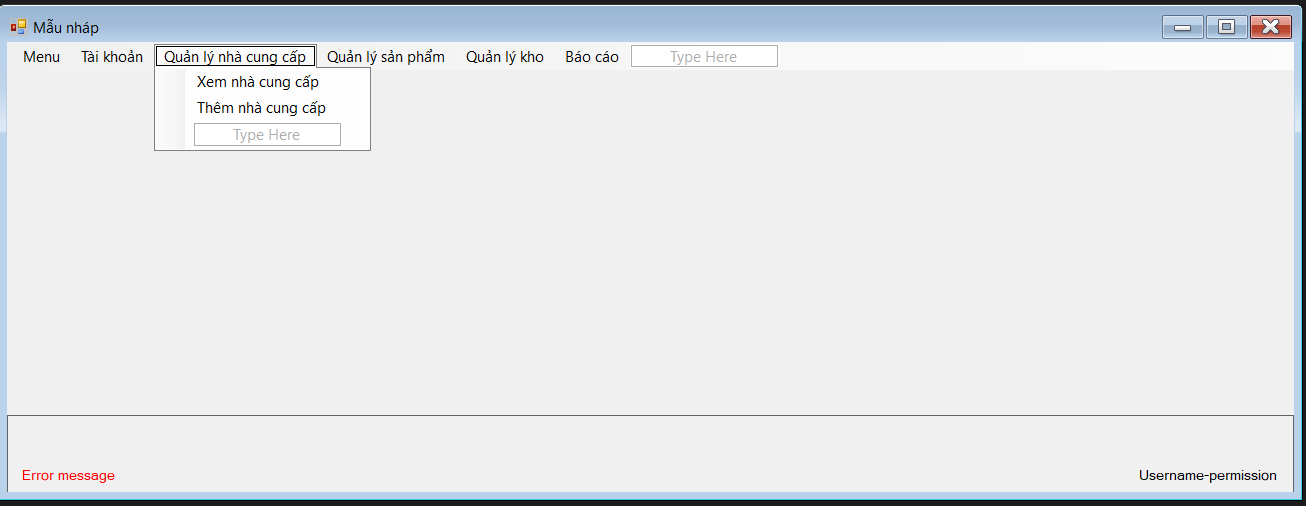 Mẫu nháp
Menu Tài khoản Quản lý nhà cung cấp Quản lý sản phẩm Quản lý kho Báo cáo Type Here
Xem nhà cung cấp
Thêm nhà cung cấp
Type Here
Error message Username-permission